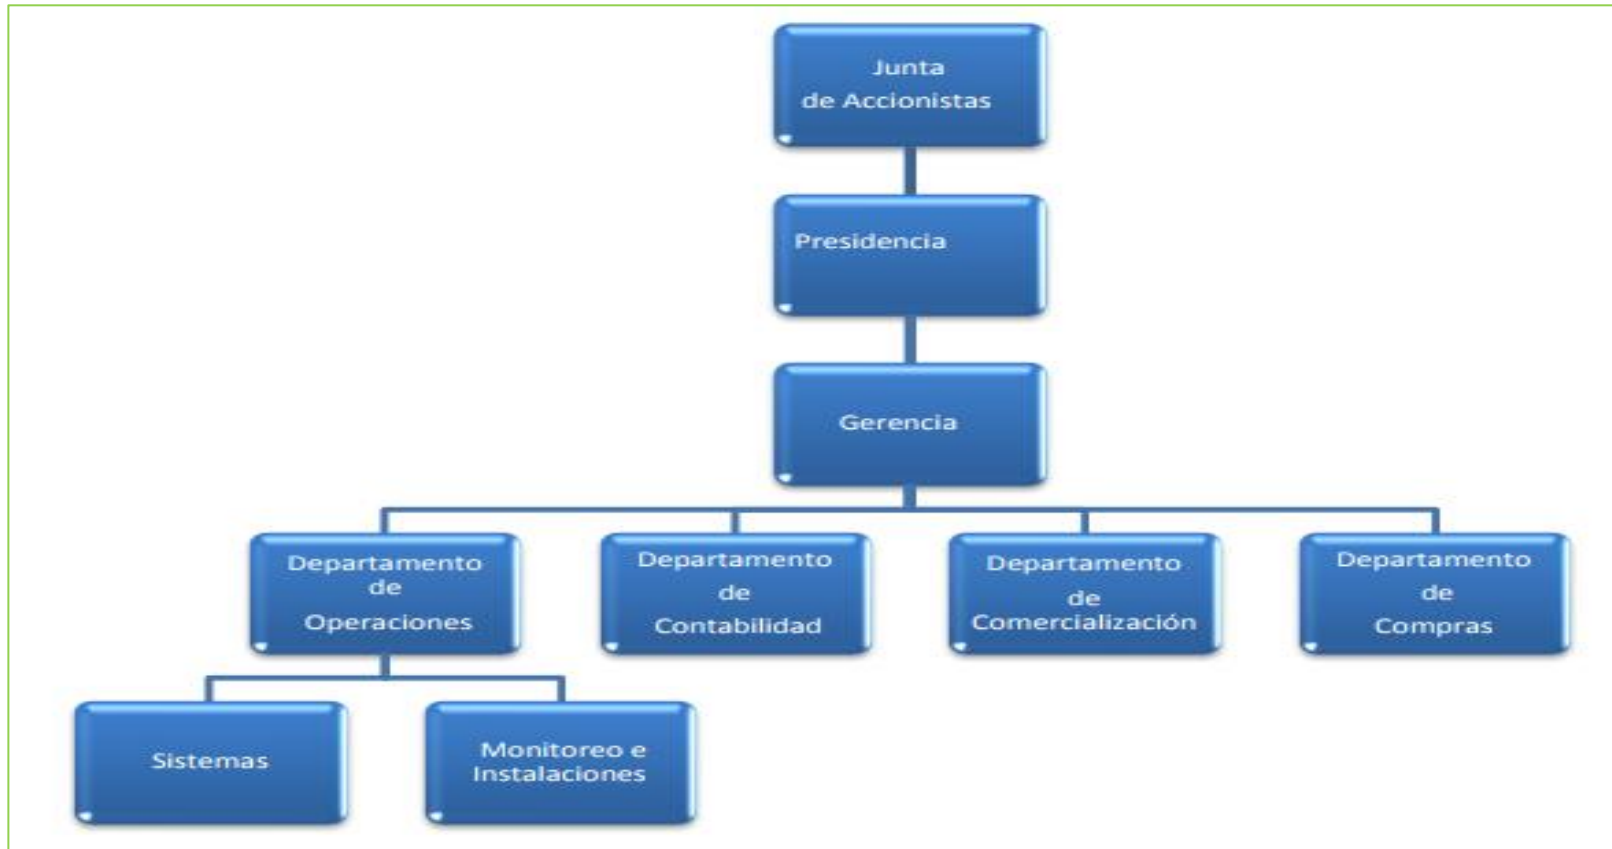 Junta
de Accionistas
Presidencia
Gerencia
Departamento
de
Operaciones
Departamento
de
Contabilidad
Departamento
de
Comercialización
Departamento
de
Compras
Sistemas
Monitoreo e
Instalaciones